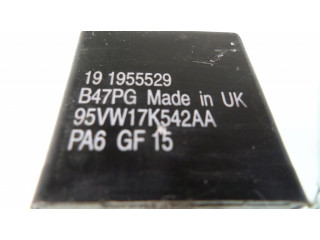 19 1955529
B47PG Made in UK
95VW17K542AA
PA6 GF 15